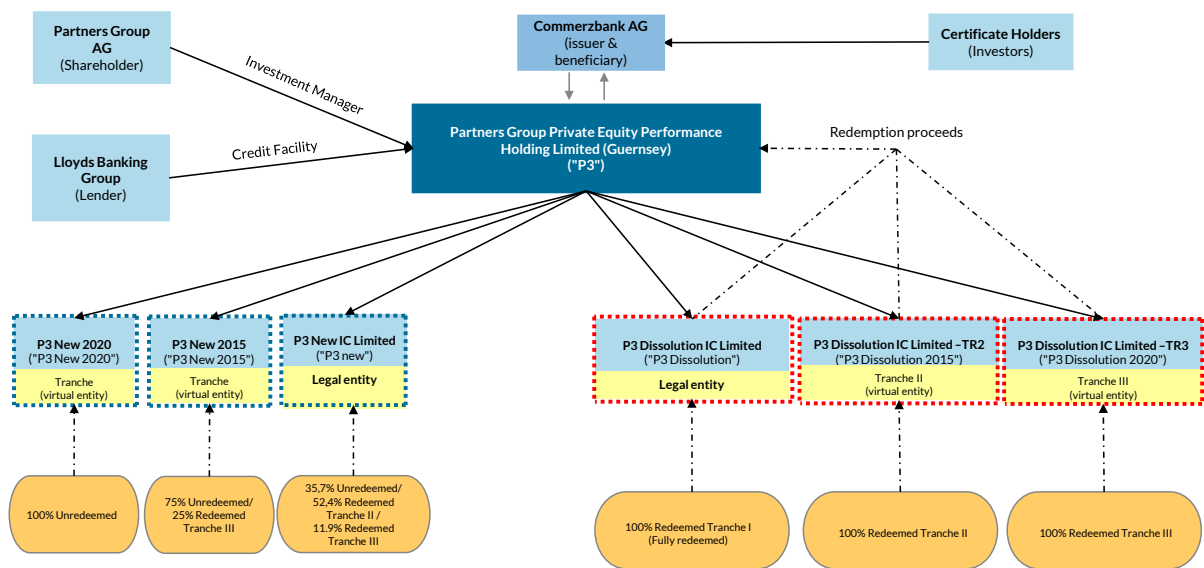 Partners Group
AG
(Shareholder)
Commerzbank AG
(issuer &
beneficiary)
Certificate Holders
(Investors)
Investment Manager
Lloyds Banking
Group
(Lender)
Credit Facility
Partners Group Private Equity Performance
Holding Limited (Guernsey)
("P3")
Redemption proceeds
P3 New 2020
("P3 New 2020")
Tranche
(virtual entity)
P3 New 2015
("P3 New 2015")
Tranche
(virtual entity)
P3 New IC Limited
("P3 new")
Legal entity
P3 Dissolution IC Limited
("P3 Dissolution")
Legal entity
P3 Dissolution IC Limited –TR2
("P3 Dissolution 2015")
Tranche II
(virtual entity)
P3 Dissolution IC Limited –TR3
("P3 Dissolution 2020")
Tranche III
(virtual entity)
100% Unredeemed
75% Unredeemed/
25% Redeemed
Tranche III
35,7% Unredeemed/
52,4% Redeemed
Tranche II /
11.9% Redeemed
Tranche III
100% Redeemed Tranche I
(Fully redeemed)
100% Redeemed Tranche II
100% Redeemed Tranche III